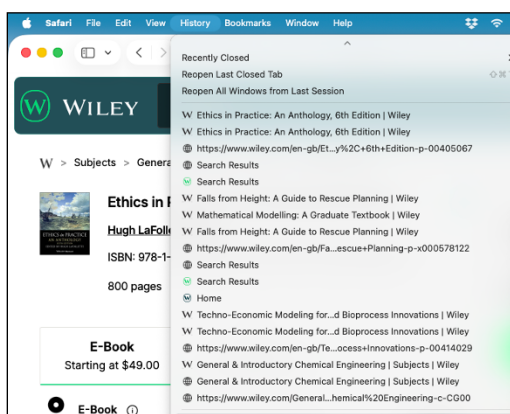 Safari File Edit View History Bookmarks Window Help
Recently Closed
Reopen Last Closed Tab
Reopen All Windows from Last Session
W Ethics in Practice: An Anthology, 6th Edition | Wiley
W Ethics in Practice: An Anthology, 6th Edition | Wiley
https://www.wiley.com/en-gb/Et...y%2C+6th+Edition-p-00405067
Search Results
W Search Results
W Falls from Height: A Guide to Rescue Planning | Wiley
W Mathematical Modelling: A Graduate Textbook | Wiley
W Falls from Height: A Guide to Rescue Planning | Wiley
https://www.wiley.com/en-gb/Fa...escue+Planning-p-x000578122
Search Results
W Search Results
W Home
W Techno-Economic Modeling for...d Bioprocess Innovations | Wiley
W Techno-Economic Modeling for...d Bioprocess Innovations | Wiley
https://www.wiley.com/en-gb/Te...ocess+Innovations-p-00414029
W General & Introductory Chemical Engineering | Subjects | Wiley
General & Introductory Chemical Engineering | Subjects | Wiley
https://www.wiley.com/General...hemical%20Engineering-c-CG00
W WILEY
W > Subjects > Genera
Ethics in
Hugh LaFolle
ISBN: 978-1-
800 pages
ETHICS IN PRACTICE
AN ANTHOLOGY
E-Book
Starting at $49.00
E-Book